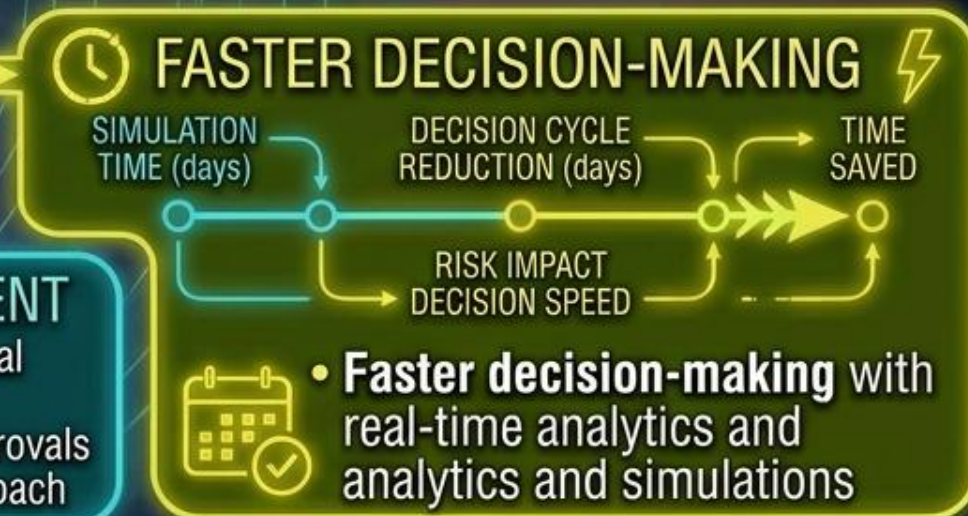 FASTER DECISION-MAKING
SIMULATION
TIME (days)
DECISION CYCLE
REDUCTION (days)
TIME
SAVED
RISK IMPACT
DECISION SPEED
• Faster decision-making with
real-time analytics and
analytics and simulations
ENT
al
rovals
oach